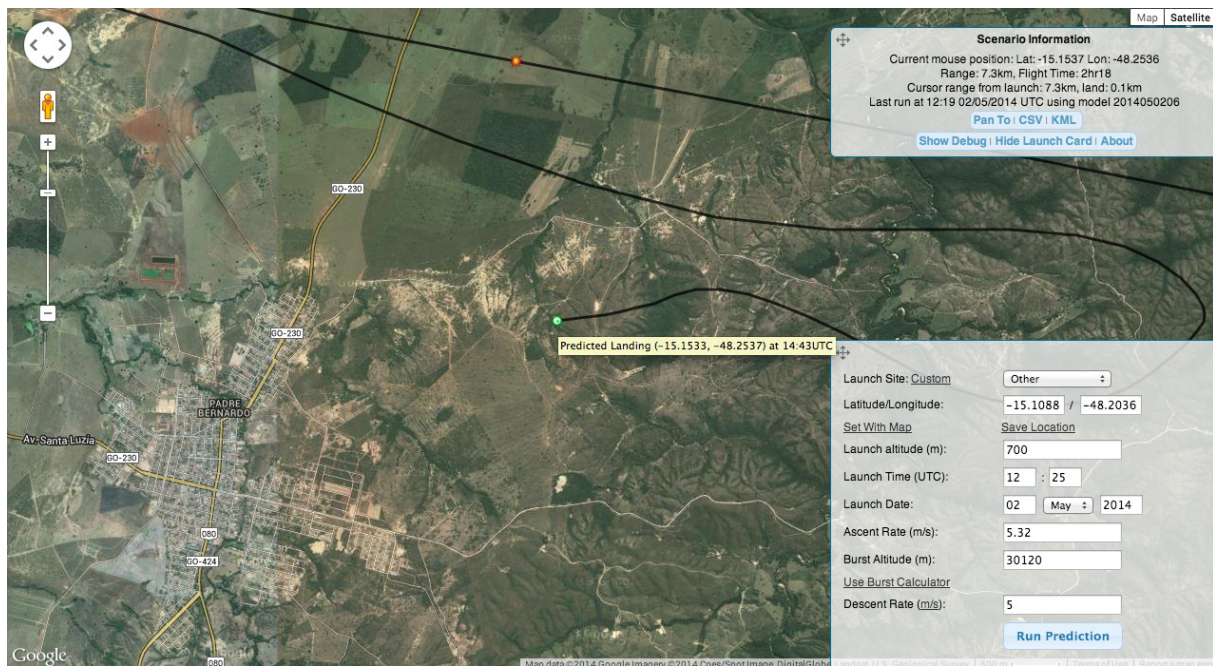 Map Satellite
Scenario Information
Current mouse position: Lat: -15.1537 Lon: -48.2536
Range: 7.3km, Flight Time: 2hr18
Cursor range from launch: 7.3km, land: 0.1km
Last run at 12:19 02/05/2014 UTC using model 2014050206
Pan To | CSV | KML
Show Debug | Hide Launch Card | About
GO-230
GO-230
Predicted Landing (-15.1533, -48.2537) at 14:43UTC
PADRE
BERNARDO
Av. Santa Luzia
GO-230
080
GO-424
080
Launch Site: Custom Other
Latitude/Longitude: -15.1088 / -48.2036
Set With Map Save Location
Launch altitude (m): 700
Launch Time (UTC): 12 : 25
Launch Date: 02 May 2014
Ascent Rate (m/s): 5.32
Burst Altitude (m): 30120
Use Burst Calculator
Descent Rate (m/s): 5
Run Prediction
Google
Map data ©2014 Google Imagery ©2014 Cnes/Spot Image, DigitalGlobe, Landsat, U.S. Geological Survey